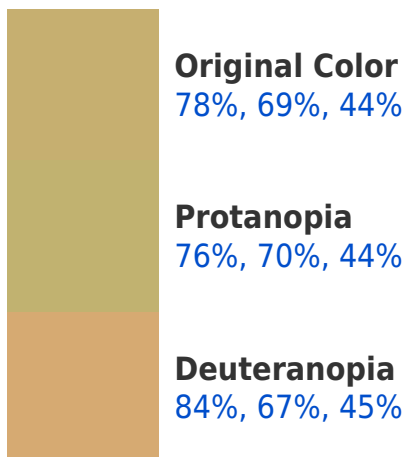 Original Color
78%, 69%, 44%
Protanopia
76%, 70%, 44%
Deuteranopia
84%, 67%, 45%